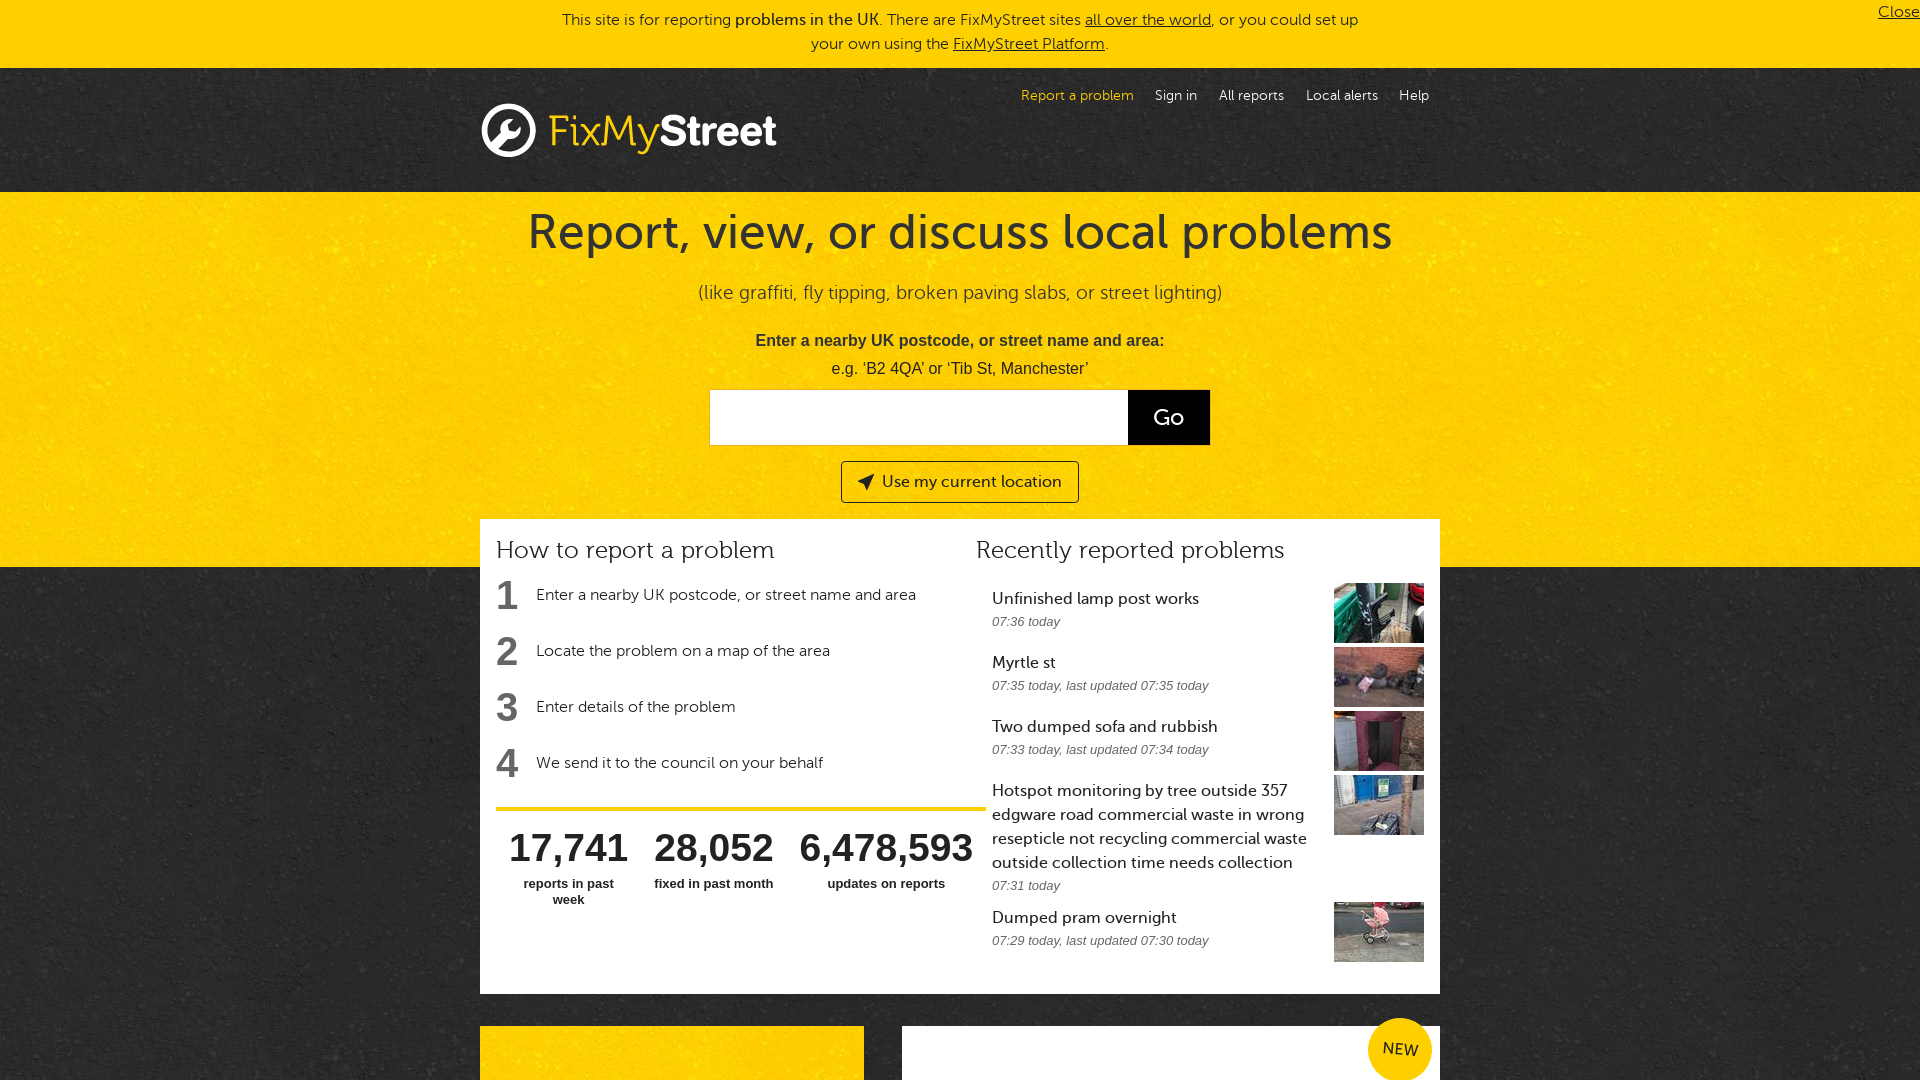 This site is for reporting problems in the UK. There are FixMyStreet sites all over the world, or you could set up
your own using the FixMyStreet Platform.
Close
Report a problem
Sign in
All reports
Local alerts
Help
FixMyStreet
Report, view, or discuss local problems
(like graffiti, fly tipping, broken paving slabs, or street lighting)
Enter a nearby UK postcode, or street name and area:
e.g. ‘B2 4QA’ or ‘Tib St, Manchester’
Go
Use my current location
How to report a problem
1 Enter a nearby UK postcode, or street name and area
2 Locate the problem on a map of the area
3 Enter details of the problem
4 We send it to the council on your behalf
17,741
reports in past
week
28,052
fixed in past month
6,478,593
updates on reports
Recently reported problems
Unfinished lamp post works
07:36 today
Myrtle st
07:35 today, last updated 07:35 today
Two dumped sofa and rubbish
07:33 today, last updated 07:34 today
Hotspot monitoring by tree outside 357
edgware road commercial waste in wrong
resepticle not recycling commercial waste
outside collection time needs collection
07:31 today
Dumped pram overnight
07:29 today, last updated 07:30 today
NEW